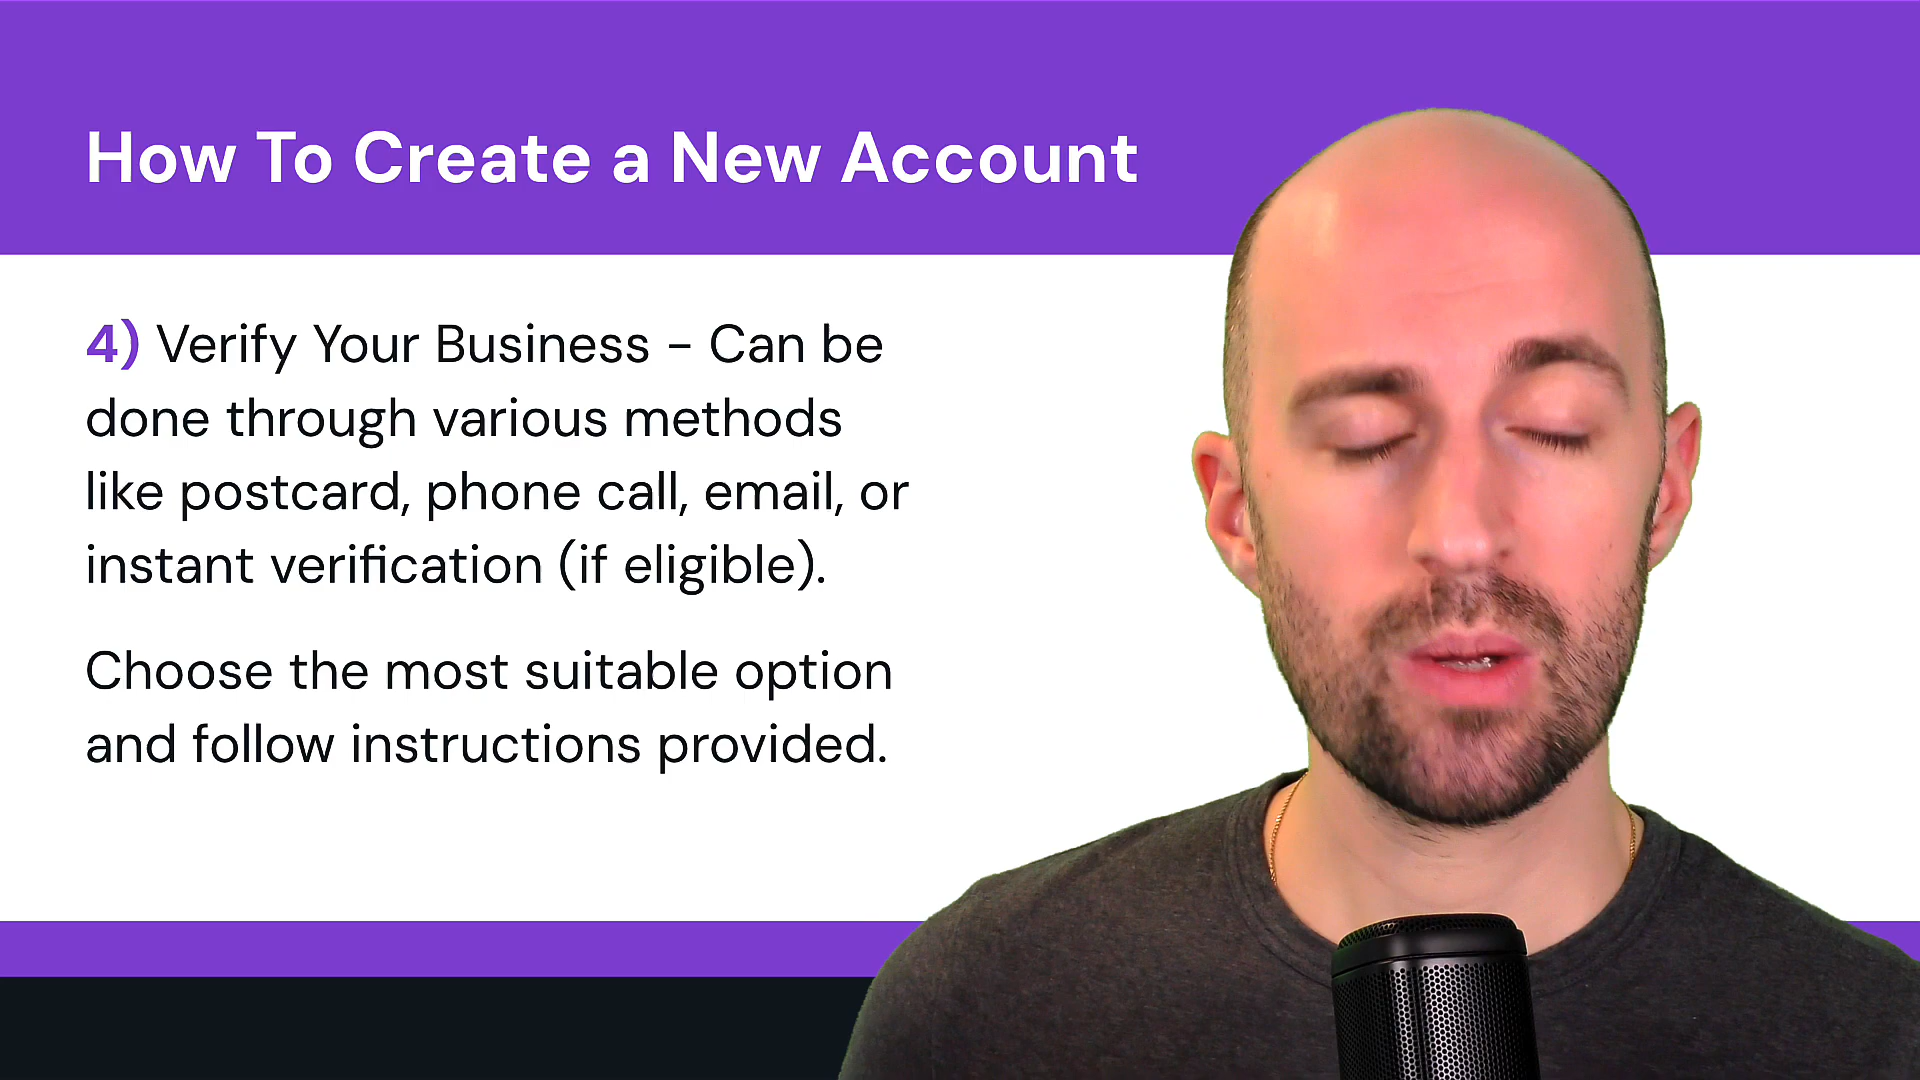 How To Create a New Account
4) Verify Your Business - Can be
done through various methods
like postcard, phone call, email, or
instant verification (if eligible).
Choose the most suitable option
and follow instructions provided.